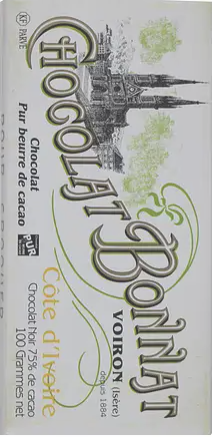 KF PARVE
CHOCOLAT BONNAT
VOIRON (Isère)
depuis 1884
Chocolat
Pur beurre de cacao
PUR
Côte d'Ivoire
Chocolat Noir 75% de cacao
100 Grammes net